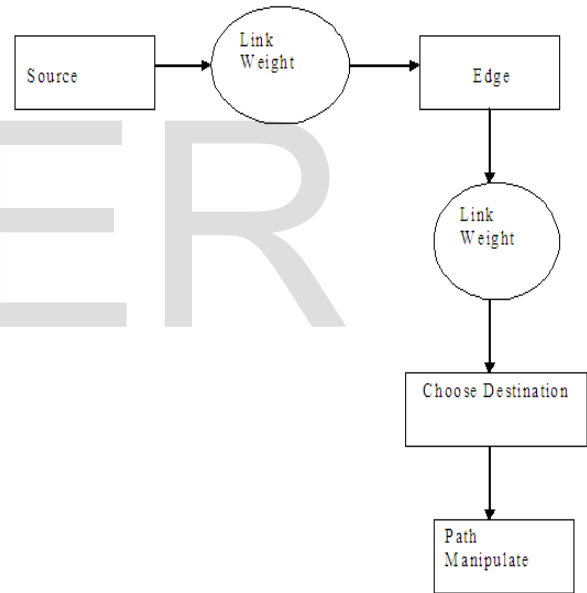 Link
Weight
Source
Edge
ER
Link
Weight
Choose Destination
Path
Manipulate